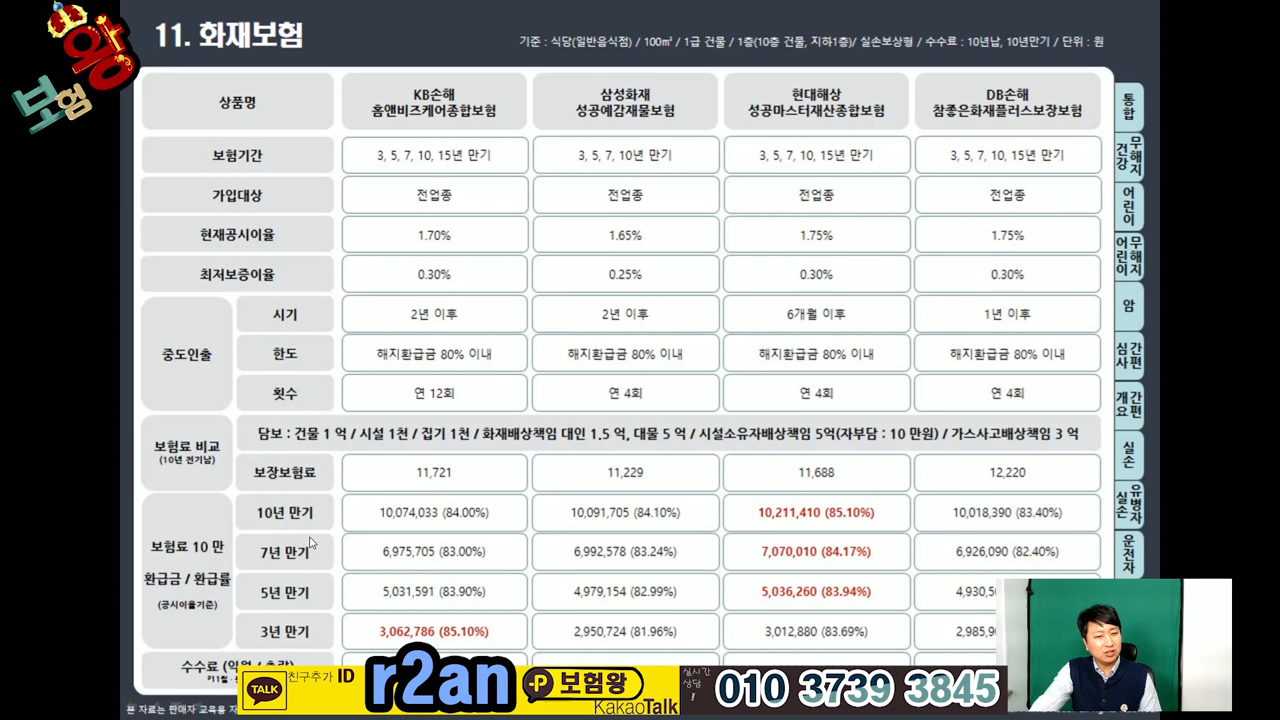 보험왕
11. 화재보험
기준 : 식당(일반음식점) / 100㎡ / 1급 건물 / 1층(10층 건물, 지하1층)/ 실손보상형 / 수수료 : 10년납, 10년만기 / 단위 : 원
상품명
KB손해
홈앤비즈케어종합보험
삼성화재
성공예감재물보험
현대해상
성공마스터재산종합보험
DB손해
참좋은화재플러스보장보험
보험기간
3, 5, 7, 10, 15년 만기
3, 5, 7, 10년 만기
3, 5, 7, 10, 15년 만기
3, 5, 7, 10, 15년 만기
가입대상
전업종
전업종
전업종
전업종
현재공시이율
1.70%
1.65%
1.75%
1.75%
최저보증이율
0.30%
0.25%
0.30%
0.30%
중도인출
시기
2년 이후
2년 이후
6개월 이후
1년 이후
한도
해지환급금 80% 이내
해지환급금 80% 이내
해지환급금 80% 이내
해지환급금 80% 이내
횟수
연 12회
연 4회
연 4회
연 4회
보험료 비교
(10년 전기납)
담보 : 건물 1 억 / 시설 1천 / 집기 1천 / 화재배상책임 대인 1.5 억, 대물 5 억 / 시설소유자배상책임 5억(자부담 : 10 만원) / 가스사고배상책임 3 억
보장보험료
11,721
11,229
11,688
12,220
보험료 10 만
환급금 / 환급률
(공시이율기준)
10년 만기
10,074,033 (84.00%)
10,091,705 (84.10%)
10,211,410 (85.10%)
10,018,390 (83.40%)
7년 만기
6,975,705 (83.00%)
6,992,578 (83.24%)
7,070,010 (84.17%)
6,926,090 (82.40%)
5년 만기
5,031,591 (83.90%)
4,979,154 (82.99%)
5,036,260 (83.94%)
4,930,5
3년 만기
3,062,786 (85.10%)
2,950,724 (81.96%)
3,012,880 (83.69%)
2,985,9
수수료
본 자료는 판매자 교육용
통합
무해지
건강
어린이
무해지
어린이
암
간편
심사
간편
개요
실손
유병자
실손
운전자
TALK
친구추가 ID
r2an
보험왕
KakaoTalk
실시간
상담
!
010 3739 3845